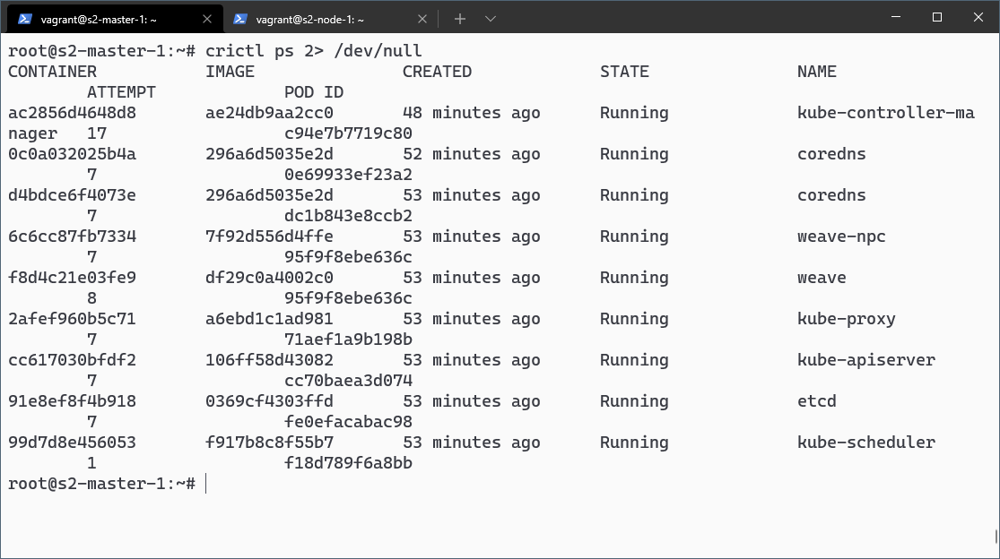 vagrant@s2-master-1: ~ vagrant@s2-node-1: ~
root@s2-master-1:~# crictl ps 2> /dev/null
CONTAINER IMAGE CREATED STATE NAME
ATTEMPT POD ID
ac2856d4648d8 ae24db9aa2cc0 48 minutes ago Running kube-controller-ma
nager 17 c94e7b7719c80
0c0a032025b4a 296a6d5035e2d 52 minutes ago Running coredns
7 0e69933ef23a2
d4bdce6f4073e 296a6d5035e2d 53 minutes ago Running coredns
7 dc1b843e8ccb2
6c6cc87fb7334 7f92d556d4ffe 53 minutes ago Running weave-npc
7 95f9f8ebe636c
f8d4c21e03fe9 df29c0a4002c0 53 minutes ago Running weave
8 95f9f8ebe636c
2afef960b5c71 a6ebd1c1ad981 53 minutes ago Running kube-proxy
7 71aef1a9b198b
cc617030bfdf2 106ff58d43082 53 minutes ago Running kube-apiserver
7 cc70baea3d074
91e8ef8f4b918 0369cf4303ffd 53 minutes ago Running etcd
7 fe0efacabac98
99d7d8e456053 f917b8c8f55b7 53 minutes ago Running kube-scheduler
1 f18d789f6a8bb
root@s2-master-1:~#